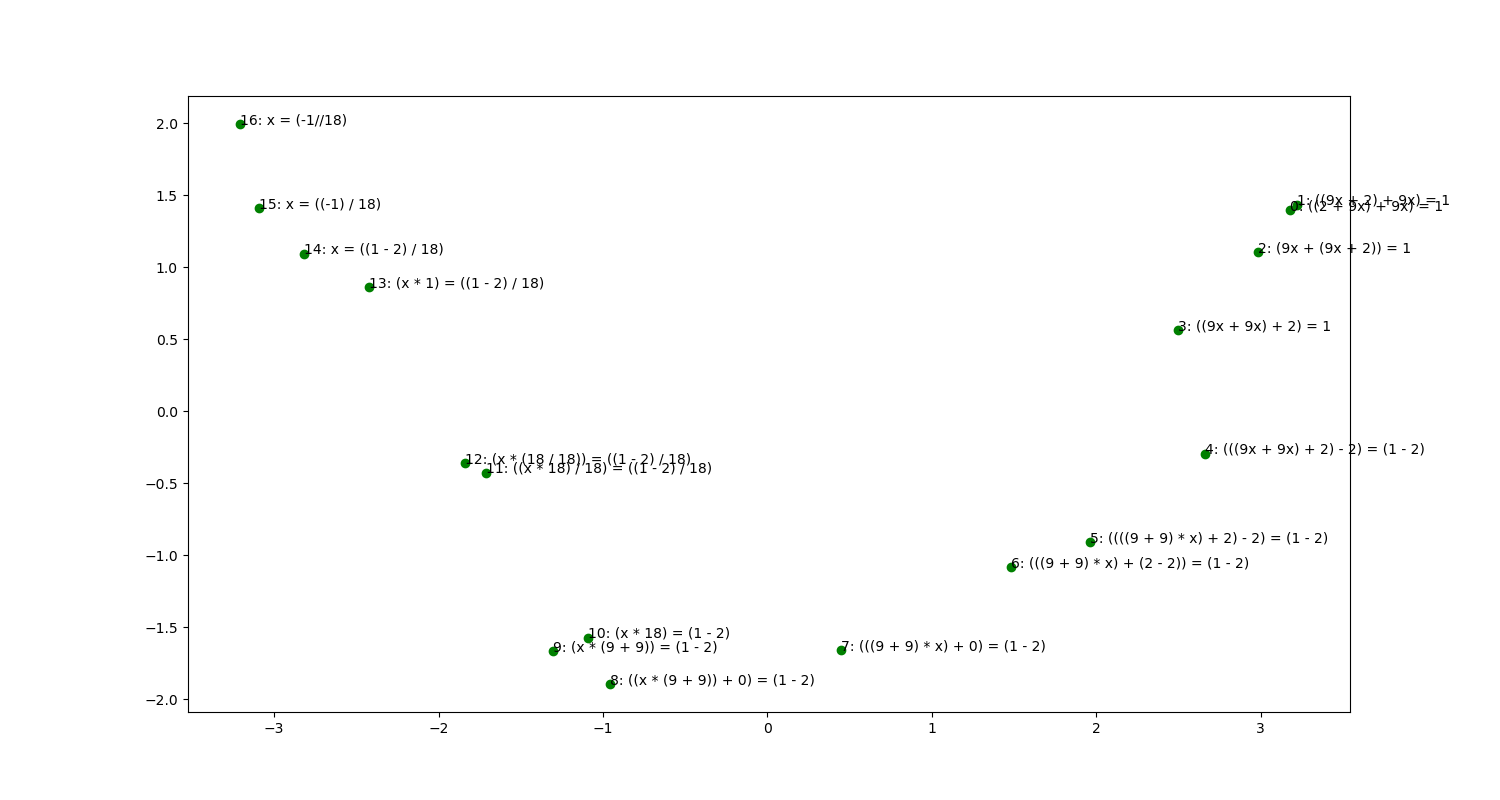 2.0
1.5
1.0
0.5
0.0
−0.5
−1.0
−1.5
−2.0
−3
−2
−1
0
1
2
3
16: x = (-1//18)
15: x = ((-1) / 18)
14: x = ((1 - 2) / 18)
13: (x * 1) = ((1 - 2) / 18)
12: (x * (18 / 18)) = ((1 - 2) / 18)
11: ((x * 18) / 18) = ((1 - 2) / 18)
10: (x * 18) = (1 - 2)
9: (x * (9 + 9)) = (1 - 2)
8: ((x * (9 + 9)) + 0) = (1 - 2)
7: (((9 + 9) * x) + 0) = (1 - 2)
6: (((9 + 9) * x) + (2 - 2)) = (1 - 2)
5: ((((9 + 9) * x) + 2) - 2) = (1 - 2)
4: (((9x + 9x) + 2) - 2) = (1 - 2)
3: ((9x + 9x) + 2) = 1
2: (9x + (9x + 2)) = 1
1: ((9x + 2) + 9x) = 1
0: ((2 + 9x) + 9x) = 1